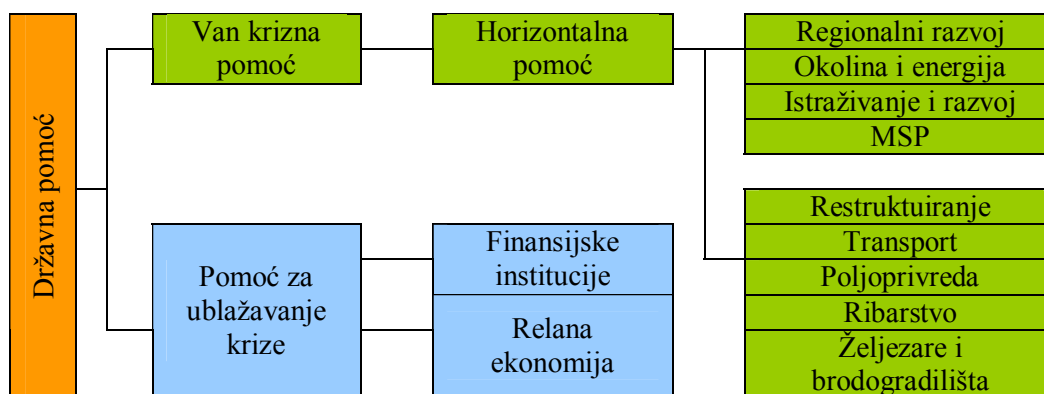 Državna pomoć
Van krizna
pomoć
Horizontalna
pomoć
Regionalni razvoj
Okolina i energija
Istraživanje i razvoj
MSP
Restruktuiranje
Transport
Poljoprivreda
Ribarstvo
Željezare i
brodogradilišta
Pomoć za
ublažavanje
krize
Finansijske
institucije
Relana
ekonomija